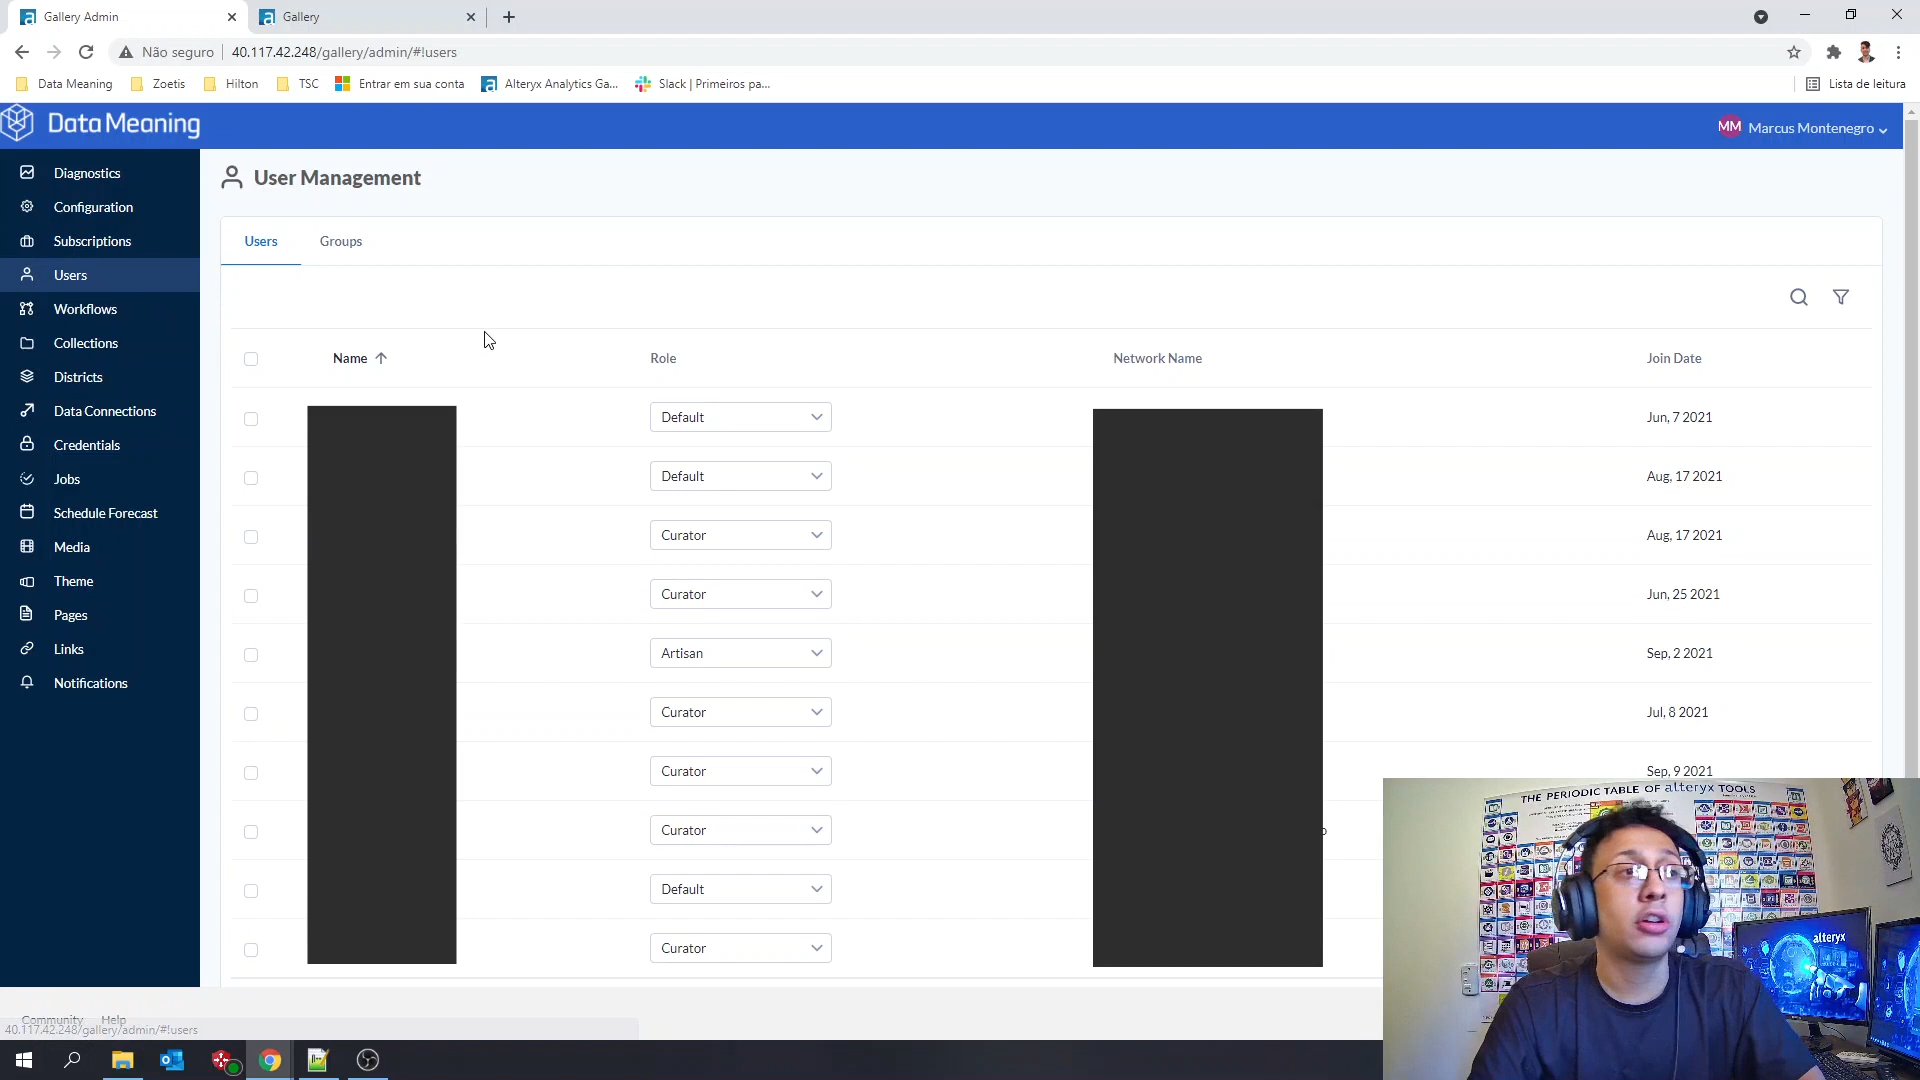 Gallery Admin
Gallery
Não seguro
40.117.42.248/gallery/admin/#!users
Data Meaning
Zoetis
Hilton
TSC
Entrar em sua conta
Alteryx Analytics Ga...
Slack | Primeiros pa...
Lista de leitura
Data Meaning
MM Marcus Montenegro
Diagnostics
Configuration
Subscriptions
Users
Workflows
Collections
Districts
Data Connections
Credentials
Jobs
Schedule Forecast
Media
Theme
Pages
Links
Notifications
User Management
Users
Groups
Name
Role
Network Name
Join Date
Default
Jun, 7 2021
Default
Aug, 17 2021
Curator
Aug, 17 2021
Curator
Jun, 25 2021
Artisan
Sep, 2 2021
Curator
Jul, 8 2021
Curator
Sep, 9 2021
Curator
Default
Curator
THE PERIODIC TABLE OF alteryx TOOLS
alteryx
Community
Help
40.117.42.248/gallery/admin/#!users